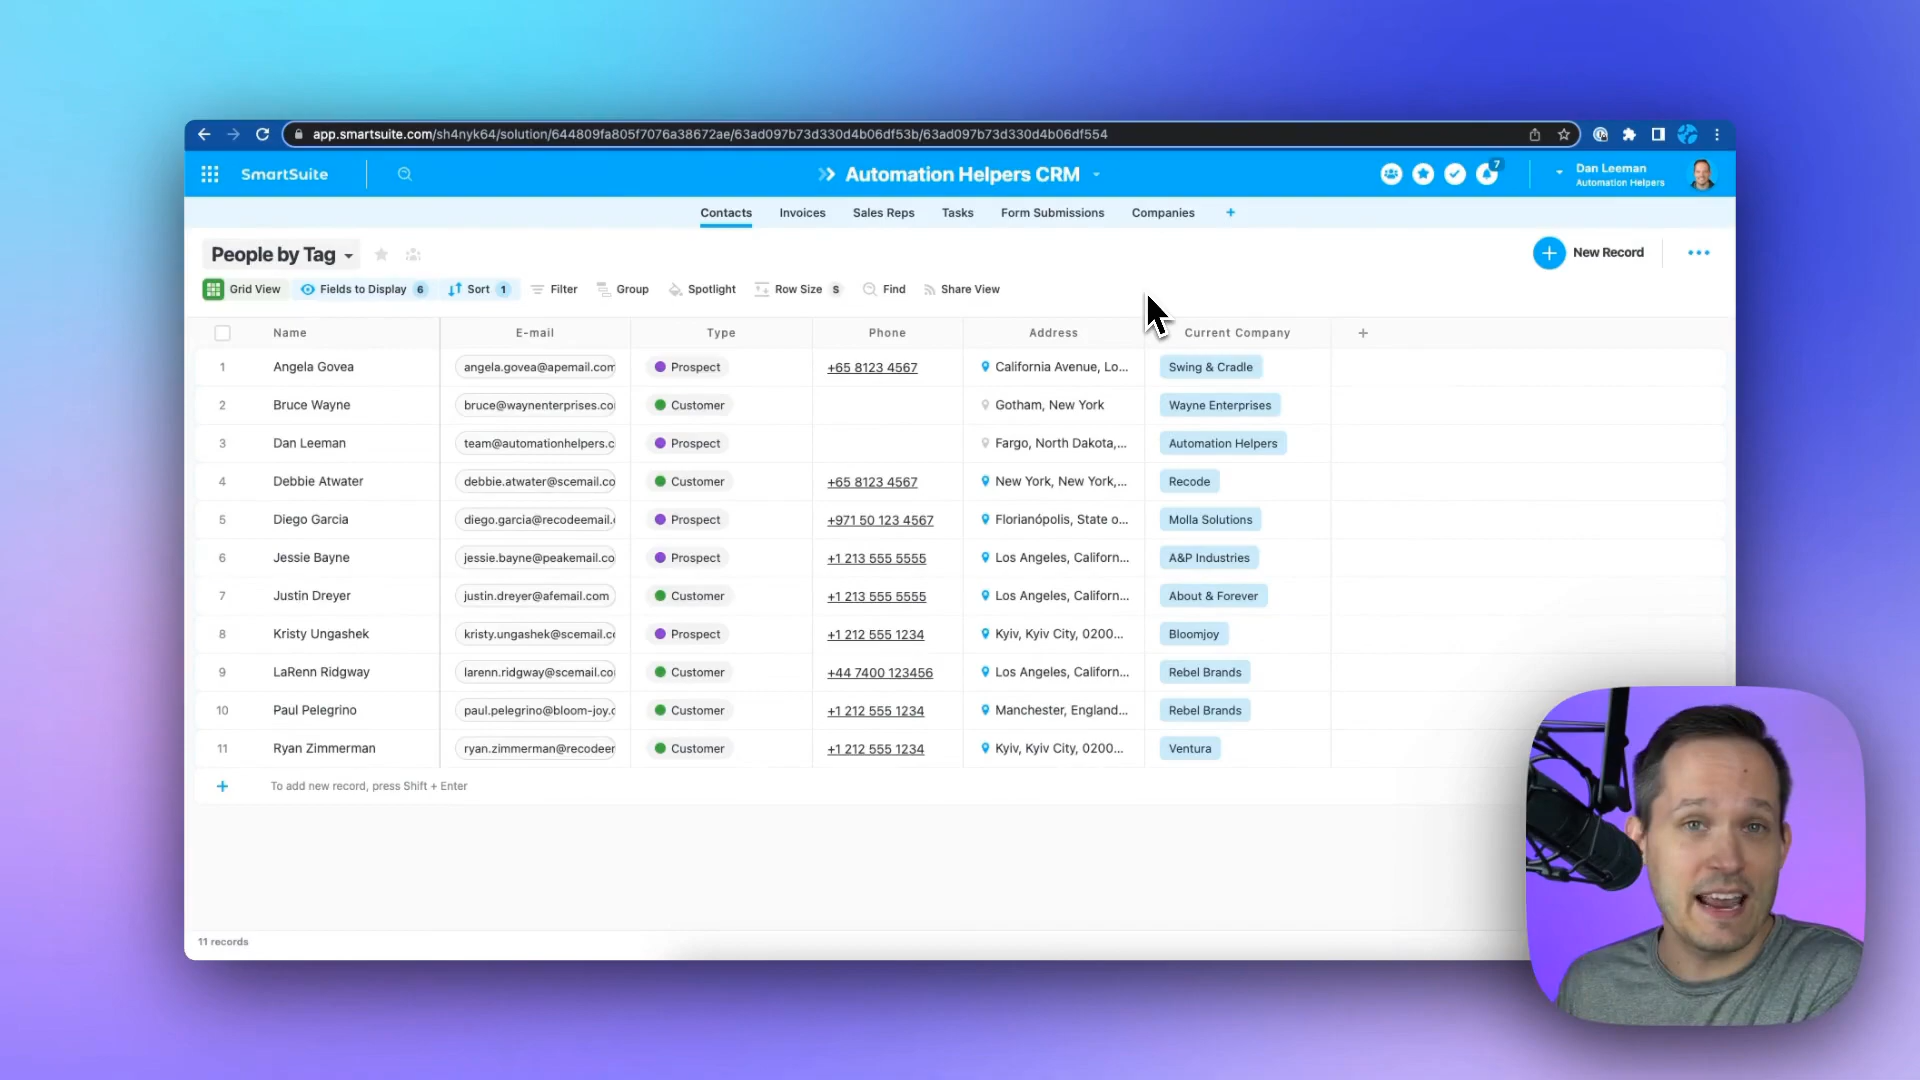 app.smartsuite.com/sh4nyk64/solution/644809fa805f7076a38672ae/63ad097b73d330d4b06df53b/63ad097b73d330d4b06df554
SmartSuite
Automation Helpers CRM
7
Dan Leeman
Automation Helpers
Contacts Invoices Sales Reps Tasks Form Submissions Companies
People by Tag
New Record
Grid View Fields to Display 6 Sort 1 Filter Group Spotlight Row Size S Find Share View
Name E-mail Type Phone Address Current Company
1 Angela Govea angela.govea@apemail.com Prospect +65 8123 4567 California Avenue, Lo... Swing & Cradle
2 Bruce Wayne bruce@waynenterprises.co Customer Gotham, New York Wayne Enterprises
3 Dan Leeman team@automationhelpers.c Prospect Fargo, North Dakota,... Automation Helpers
4 Debbie Atwater debbie.atwater@scemail.co Customer +65 8123 4567 New York, New York,... Recode
5 Diego Garcia diego.garcia@recodeemail. Prospect +971 50 123 4567 Florianópolis, State o... Molla Solutions
6 Jessie Bayne jessie.bayne@peakemail.co Prospect +1 213 555 5555 Los Angeles, Californ... A&P Industries
7 Justin Dreyer justin.dreyer@afemail.com Customer +1 213 555 5555 Los Angeles, Californ... About & Forever
8 Kristy Ungashek kristy.ungashek@scemail.c Prospect +1 212 555 1234 Kyiv, Kyiv City, 0200... Bloomjoy
9 LaRenn Ridgway larenn.ridgway@scemail.co Customer +44 7400 123456 Los Angeles, Californ... Rebel Brands
10 Paul Pelegrino paul.pelegrino@bloom-joy.c Customer +1 212 555 1234 Manchester, England... Rebel Brands
11 Ryan Zimmerman ryan.zimmerman@recodeer Customer +1 212 555 1234 Kyiv, Kyiv City, 0200... Ventura
To add new record, press Shift + Enter
11 records